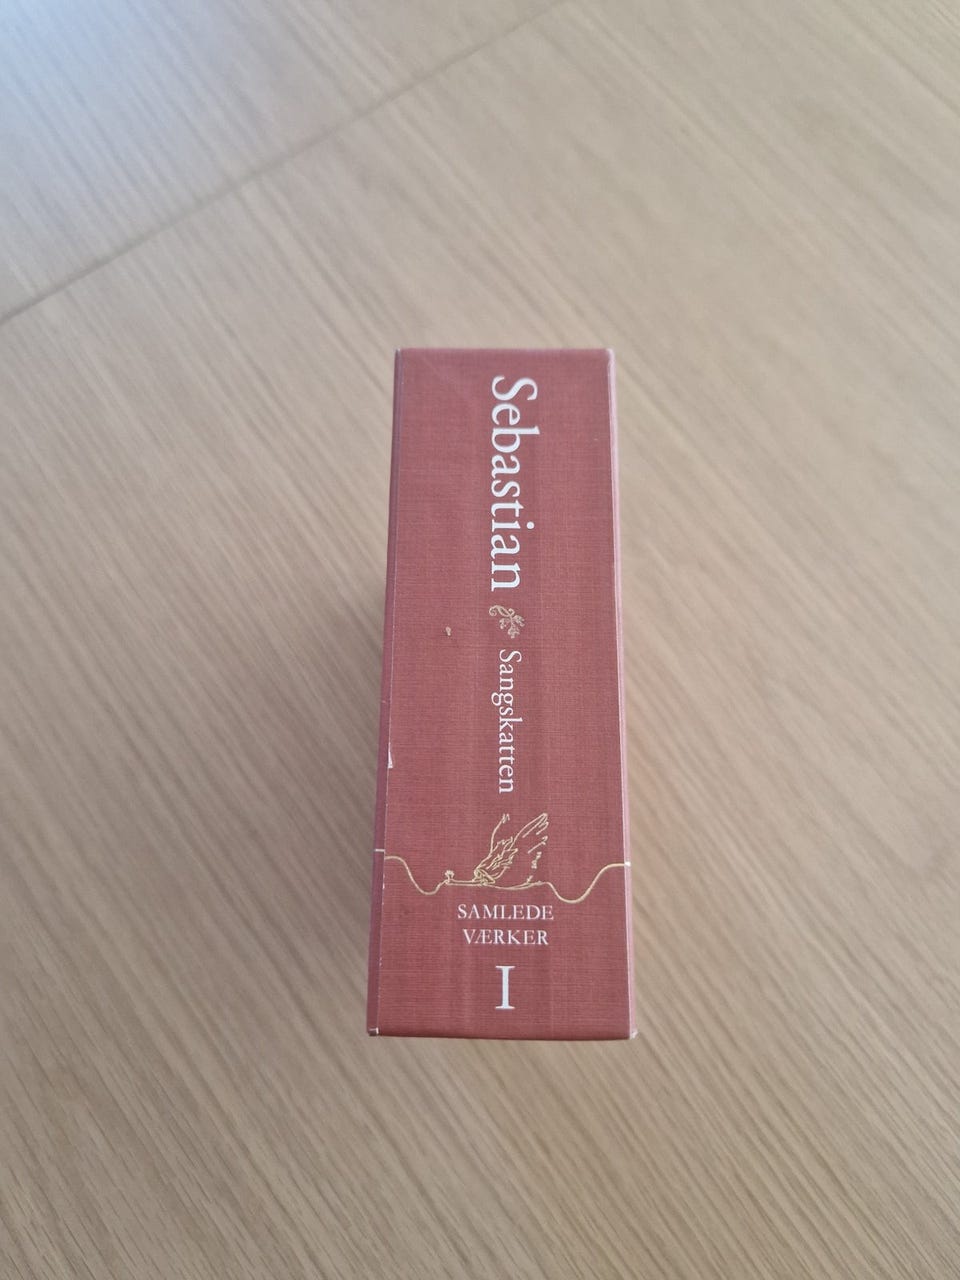 Sebastian Sangskatten
SAMLEDE
VÆRKER
I